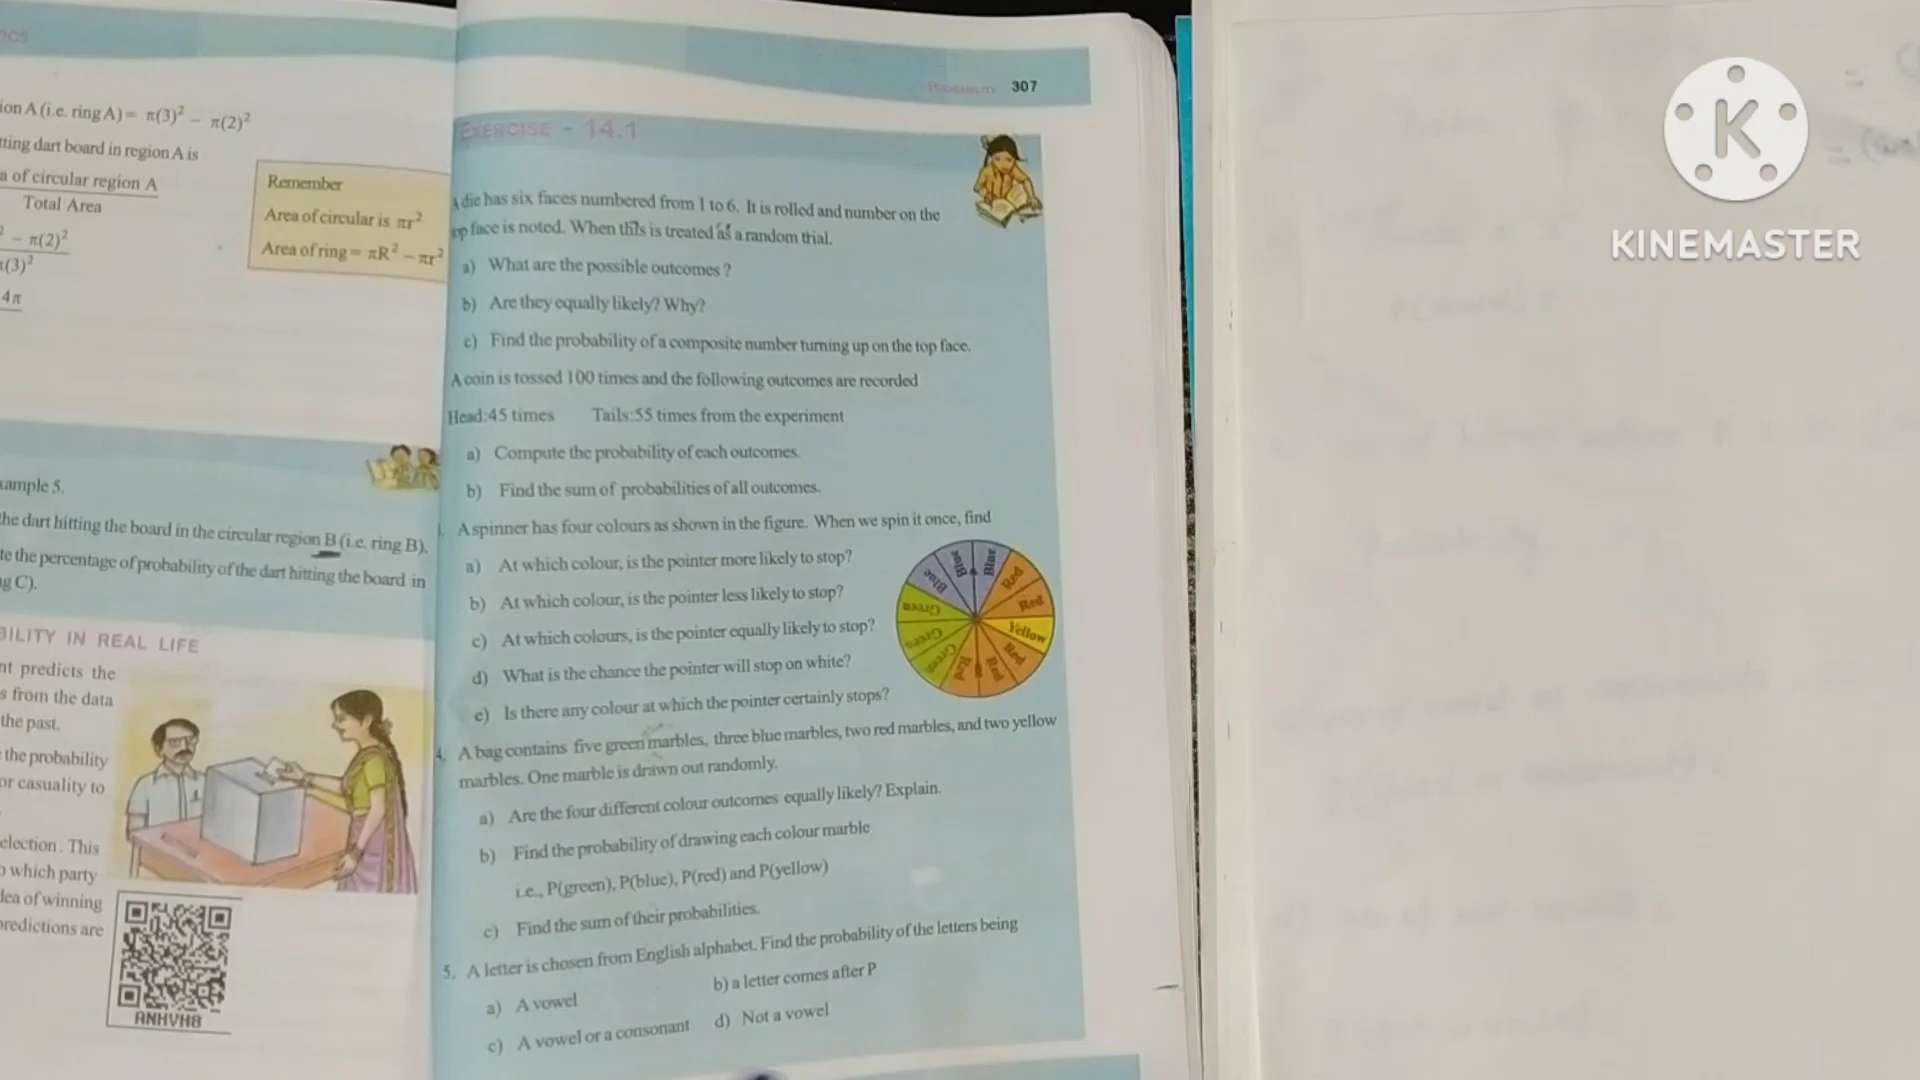 ion A (i.e. ring A) = π(3)² − π(2)²
tting dart board in region A is
a of circular region A
Total Area
² − π(2)²
π(3)²
4π
Remember
Area of circular is πr²
Area of ring = πR² − πr²
xample 5.
the dart hitting the board in the circular region B (i.e. ring B).
te the percentage of probability of the dart hitting the board in
g C).
BILITY IN REAL LIFE
nt predicts the
s from the data
the past.
the probability
or casuality to
election. This
o which party
dea of winning
predictions are
ANHVH8
PROBABILITY 307
EXERCISE - 14.1
A die has six faces numbered from 1 to 6. It is rolled and number on the
top face is noted. When this is treated as a random trial.
a) What are the possible outcomes ?
b) Are they equally likely? Why?
c) Find the probability of a composite number turning up on the top face.
A coin is tossed 100 times and the following outcomes are recorded
Head:45 times Tails:55 times from the experiment
a) Compute the probability of each outcomes.
b) Find the sum of probabilities of all outcomes.
A spinner has four colours as shown in the figure. When we spin it once, find
a) At which colour, is the pointer more likely to stop?
b) At which colour, is the pointer less likely to stop?
c) At which colours, is the pointer equally likely to stop?
d) What is the chance the pointer will stop on white?
e) Is there any colour at which the pointer certainly stops?
Blue
Blue
Blue
Red
Red
Yellow
Red
Red
Red
Green
Green
Green
4. A bag contains five green marbles, three blue marbles, two red marbles, and two yellow
marbles. One marble is drawn out randomly.
a) Are the four different colour outcomes equally likely? Explain.
b) Find the probability of drawing each colour marble
i.e., P(green), P(blue), P(red) and P(yellow)
c) Find the sum of their probabilities.
5. A letter is chosen from English alphabet. Find the probability of the letters being
a) A vowel b) a letter comes after P
c) A vowel or a consonant d) Not a vowel
K
KINEMASTER